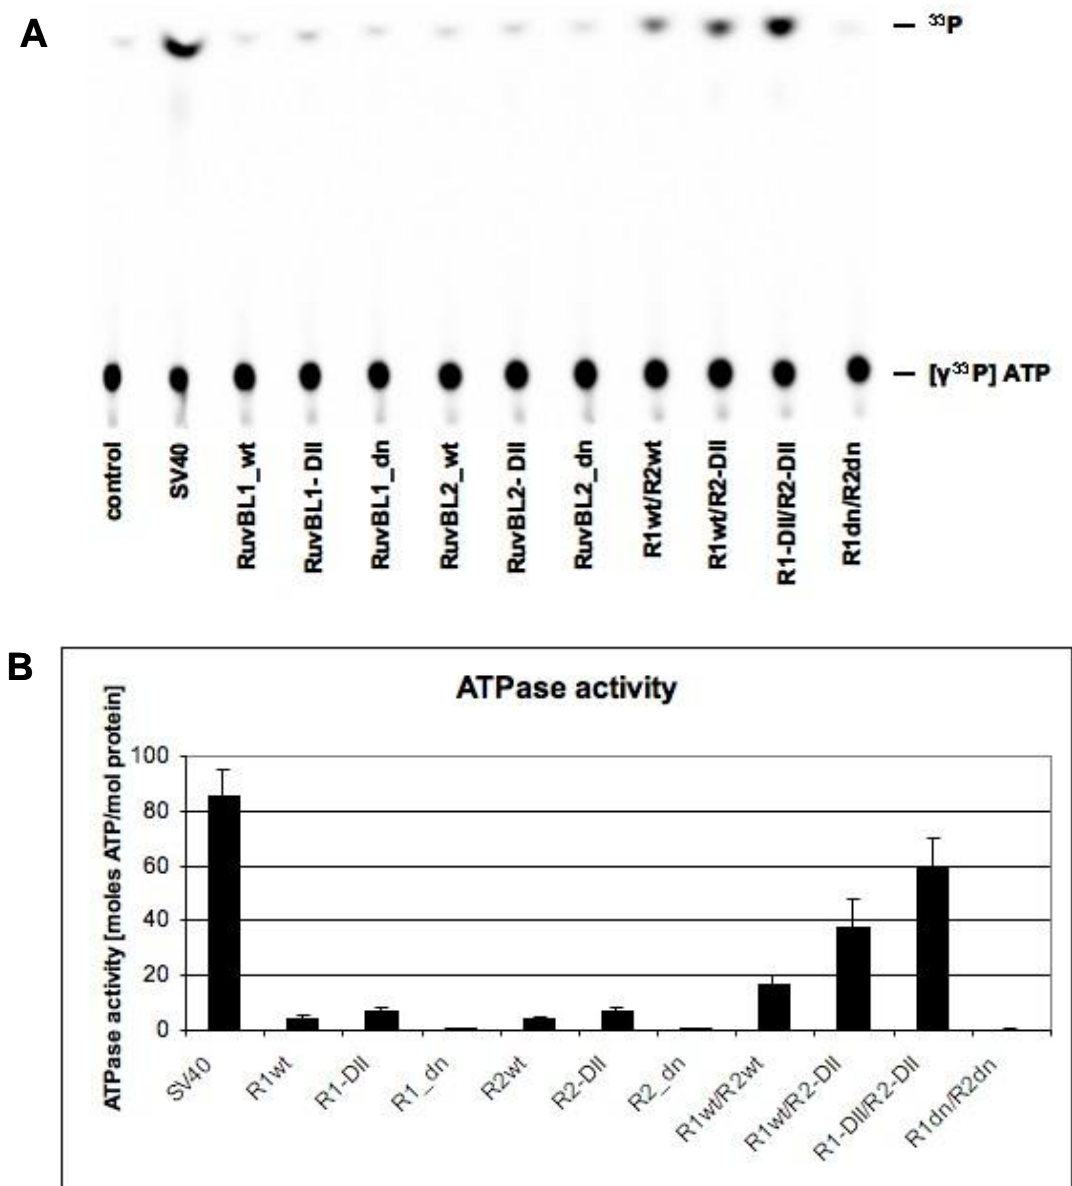 A
— ³³P
— [γ³³P] ATP
control
SV40
RuvBL1_wt
RuvBL1- DII
RuvBL1_dn
RuvBL2_wt
RuvBL2- DII
RuvBL2_dn
R1wt/R2wt
R1wt/R2-DII
R1-DII/R2-DII
R1dn/R2dn
B
ATPase activity
ATPase activity [moles ATP/mol protein]
100
80
60
40
20
0
SV40
R1wt
R1-DII
R1_dn
R2wt
R2-DII
R2_dn
R1wt/R2wt
R1wt/R2-DII
R1-DII/R2-DII
R1dn/R2dn